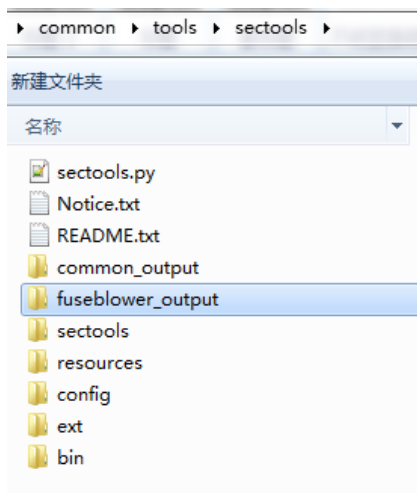 common tools sectools
新建文件夹
名称
sectools.py
Notice.txt
README.txt
common_output
fuseblower_output
sectools
resources
config
ext
bin